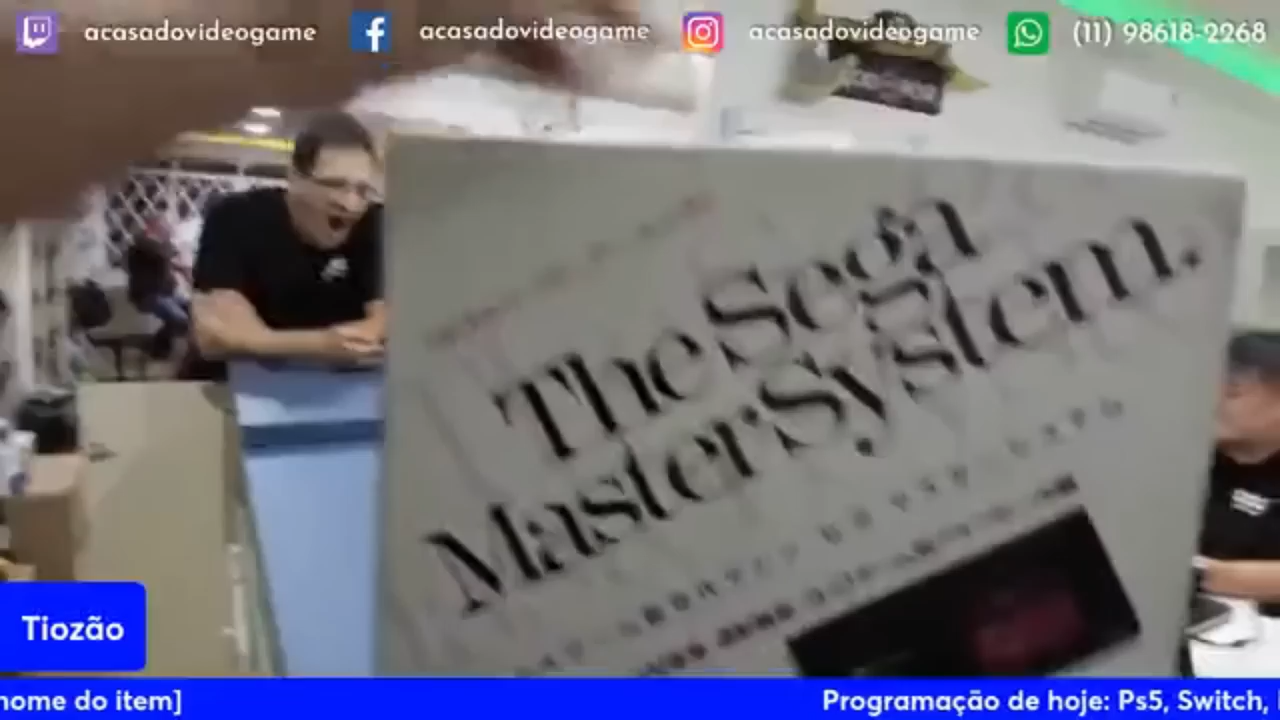 acasadovideogame
acasadovideogame
acasadovideogame
(11) 98618-2268
The Sega
Master System.
Tiozão
nome do item]
Programação de hoje: Ps5, Switch,